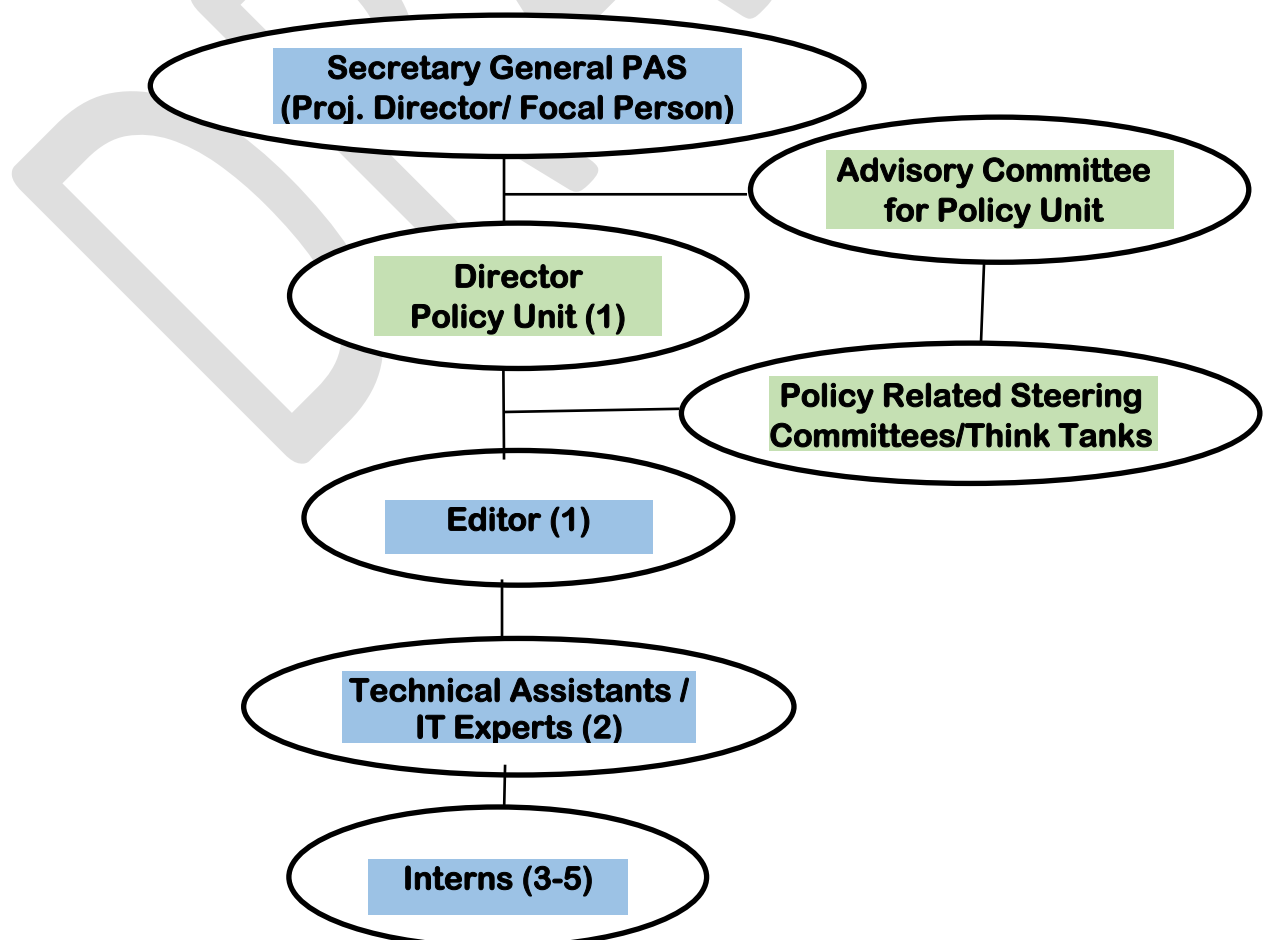 Secretary General PAS
(Proj. Director/ Focal Person)
Advisory Committee
for Policy Unit
Director
Policy Unit (1)
Policy Related Steering
Committees/Think Tanks
Editor (1)
Technical Assistants /
IT Experts (2)
Interns (3-5)